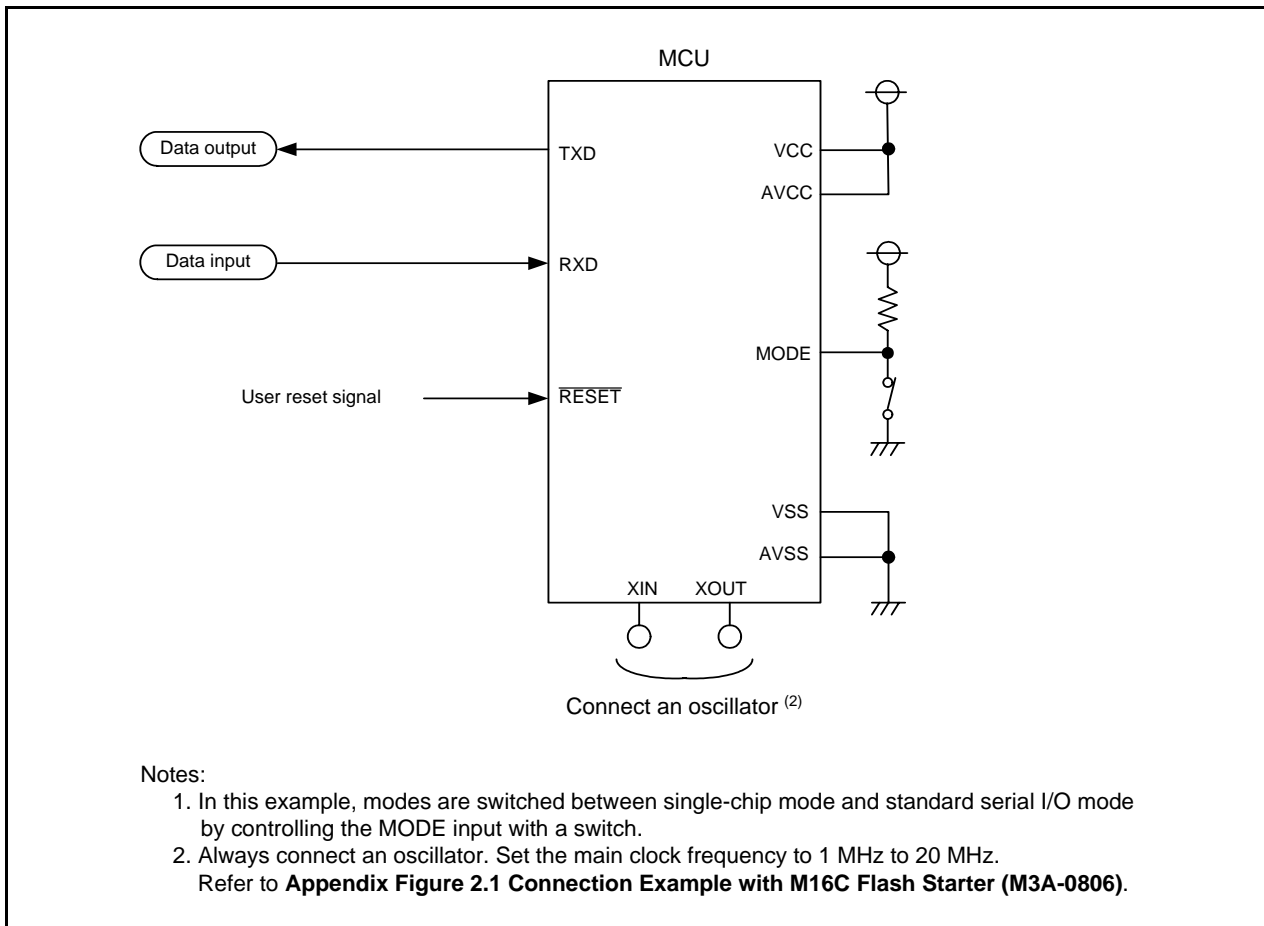 MCU
Data output
TXD
VCC
AVCC
Data input
RXD
MODE
User reset signal
RESET
VSS
AVSS
XIN XOUT
Connect an oscillator (2)
Notes:
1. In this example, modes are switched between single-chip mode and standard serial I/O mode
by controlling the MODE input with a switch.
2. Always connect an oscillator. Set the main clock frequency to 1 MHz to 20 MHz.
Refer to Appendix Figure 2.1 Connection Example with M16C Flash Starter (M3A-0806).